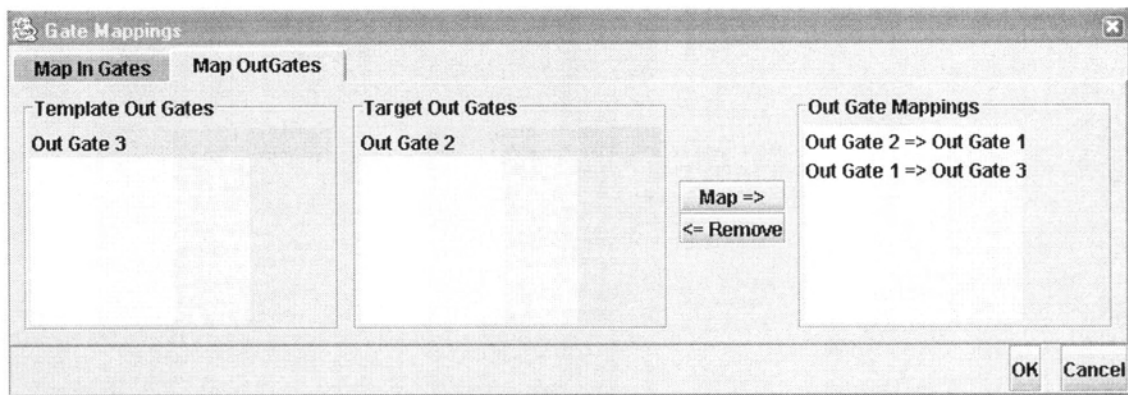 Gate Mappings
Map In Gates
Map OutGates
Template Out Gates
Out Gate 3
Target Out Gates
Out Gate 2
Map =>
<= Remove
Out Gate Mappings
Out Gate 2 => Out Gate 1
Out Gate 1 => Out Gate 3
OK
Cancel